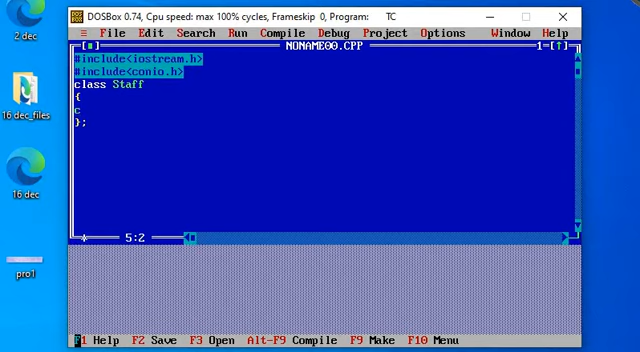 2 dec
16 dec_files
16 dec
pro1
DOSBox 0.74, Cpu speed: max 100% cycles, Frameskip 0, Program: TC
≡ File Edit Search Run Compile Debug Project Options Window Help
[■] NONAME00.CPP 1=[↑]
#include<iostream.h>
#include<conio.h>
class Staff
{
c
};
* 5:2
F1 Help F2 Save F3 Open Alt-F9 Compile F9 Make F10 Menu